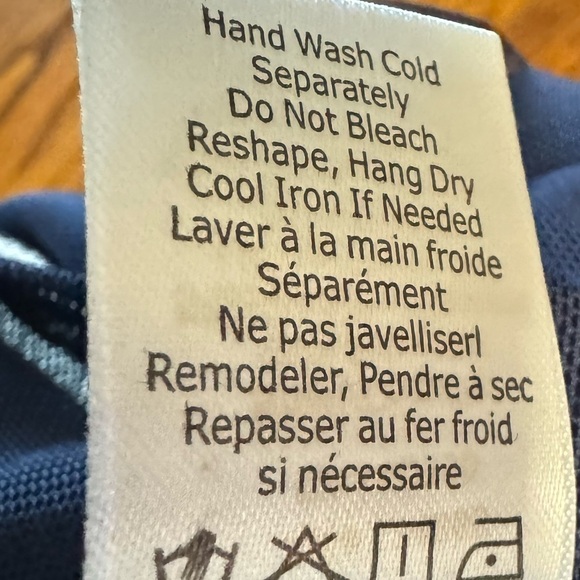 Hand Wash Cold
Separately
Do Not Bleach
Reshape, Hang Dry
Cool Iron If Needed
Laver à la main froide
Séparément
Ne pas javelliserl
Remodeler, Pendre à sec
Repasser au fer froid
si nécessaire